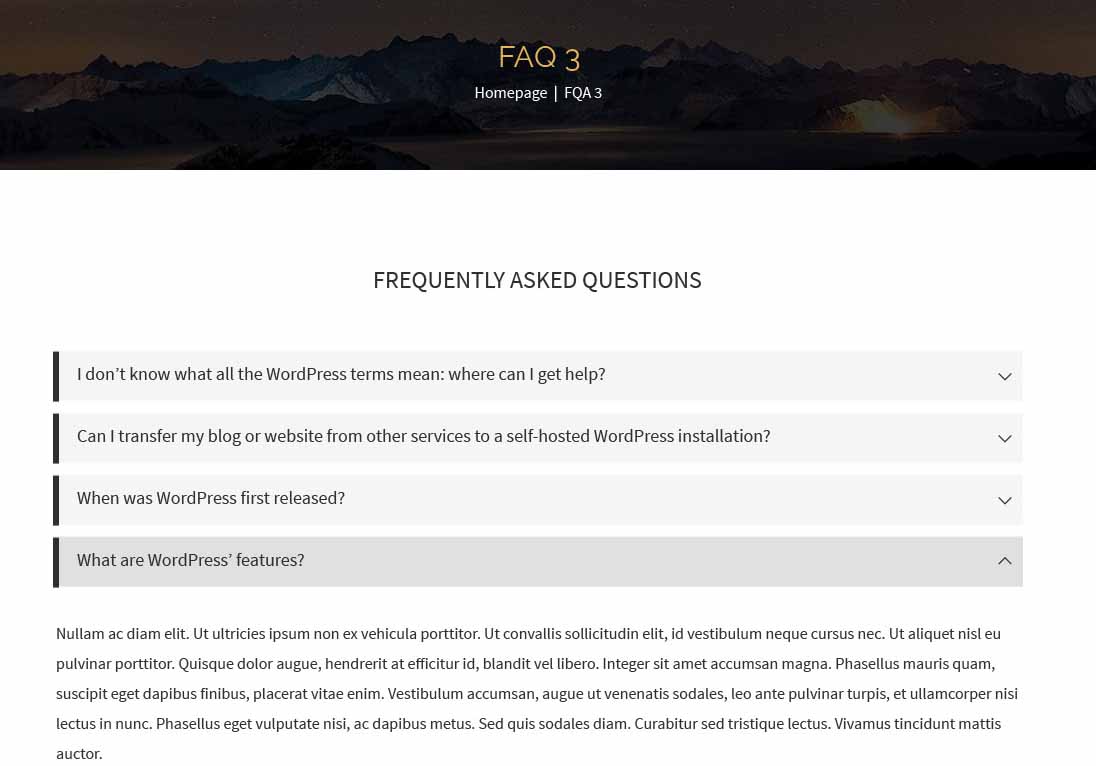 FAQ 3
Homepage | FQA 3
FREQUENTLY ASKED QUESTIONS
I don’t know what all the WordPress terms mean: where can I get help?
Can I transfer my blog or website from other services to a self-hosted WordPress installation?
When was WordPress first released?
What are WordPress’ features?
Nullam ac diam elit. Ut ultricies ipsum non ex vehicula porttitor. Ut convallis sollicitudin elit, id vestibulum neque cursus nec. Ut aliquet nisl eu
pulvinar porttitor. Quisque dolor augue, hendrerit at efficitur id, blandit vel libero. Integer sit amet accumsan magna. Phasellus mauris quam,
suscipit eget dapibus finibus, placerat vitae enim. Vestibulum accumsan, augue ut venenatis sodales, leo ante pulvinar turpis, et ullamcorper nisi
lectus in nunc. Phasellus eget vulputate nisi, ac dapibus metus. Sed quis sodales diam. Curabitur sed tristique lectus. Vivamus tincidunt mattis
auctor.